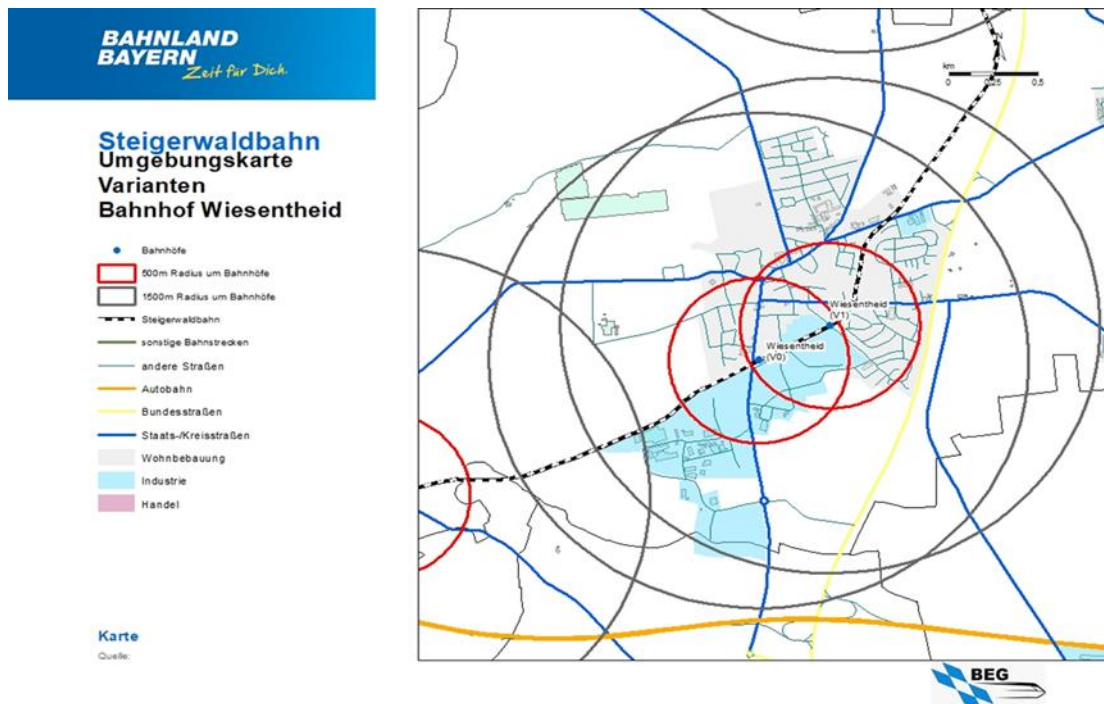 BAHNLAND
BAYERN
Zeit für Dich.
Steigerwaldbahn
Umgebungskarte
Varianten
Bahnhof Wiesentheid
Bahnhöfe
500m Radius um Bahnhöfe
1500m Radius um Bahnhöfe
Steigerwaldbahn
sonstige Bahnstrecken
andere Straßen
Autobahn
Bundesstraßen
Staats-/Kreisstraßen
Wohnbebauung
Industrie
Handel
Karte
Quelle:
km
0 0,25 0,5
Wiesentheid
(V1)
Wiesentheid
(V0)
BEG